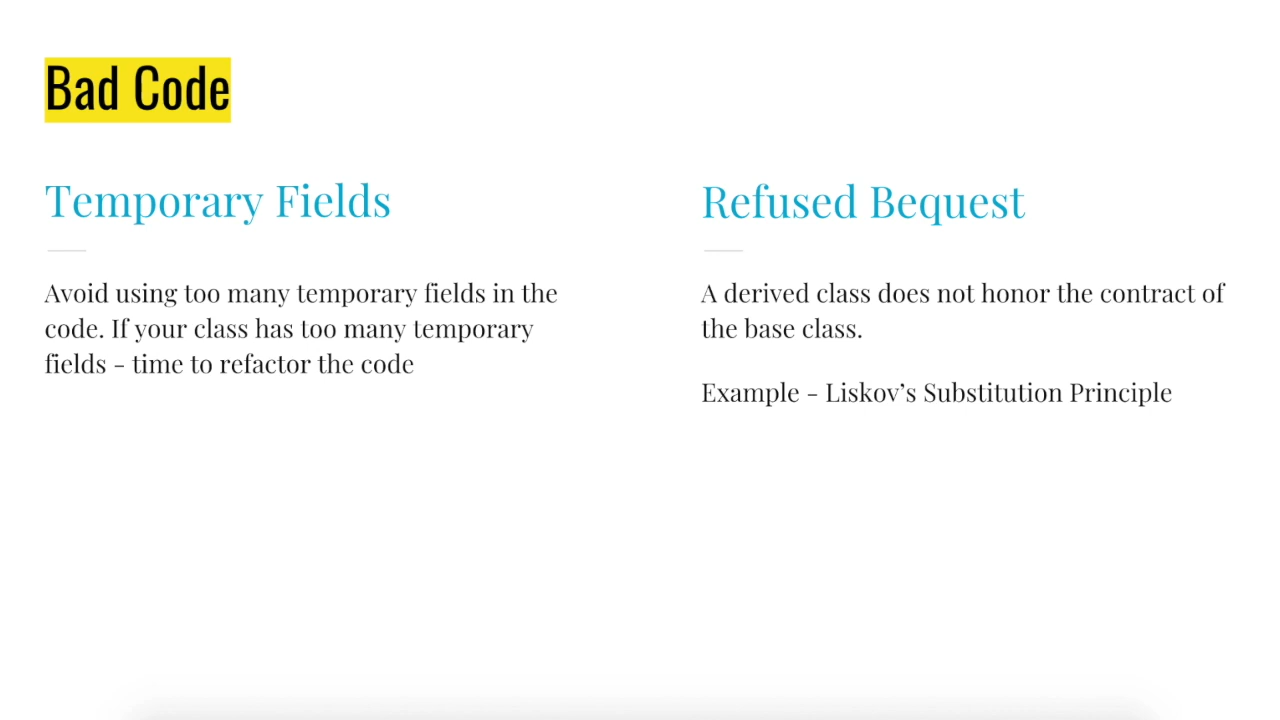 Bad Code
Temporary Fields
Avoid using too many temporary fields in the
code. If your class has too many temporary
fields - time to refactor the code
Refused Bequest
A derived class does not honor the contract of
the base class.
Example - Liskov’s Substitution Principle